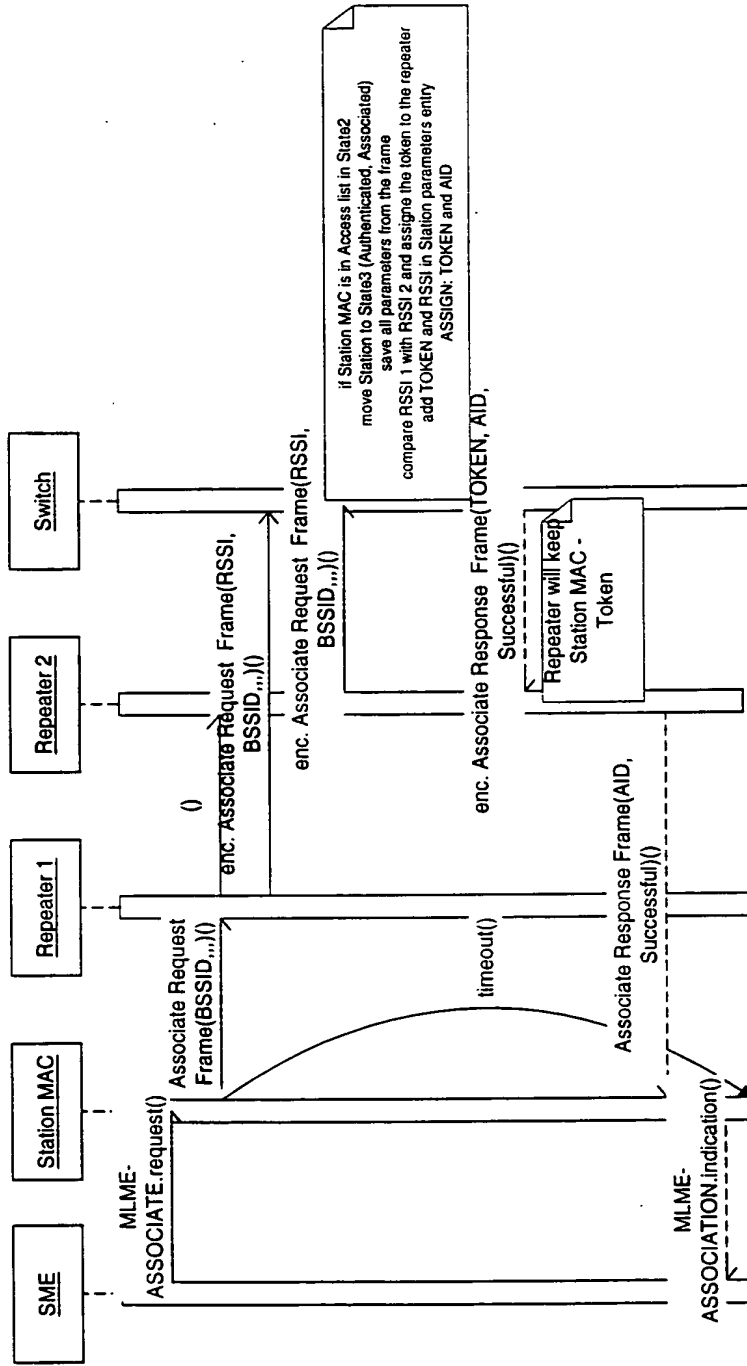 SME
Station MAC
Repeater 1
Repeater 2
Switch
MLME-
ASSOCIATE.request()
Associate Request
Frame(BSSID,,,)()
()
enc. Associate Request Frame(RSSI,
BSSID,,,)()
enc. Associate Request Frame(RSSI,
BSSID,,,)()
if Station MAC is in Access list in State2
move Station to State3 (Authenticated, Associated)
save all parameters from the frame
compare RSSI 1 with RSSI 2 and assigne the token to the repeater
add TOKEN and RSSI in Station parameters entry
ASSIGN: TOKEN and AID
timeout()
enc. Associate Response Frame(TOKEN, AID,
Successful)()
Repeater will keep
Station MAC -
Token
Associate Response Frame(AID,
Successful)()
MLME-
ASSOCIATION.indication()